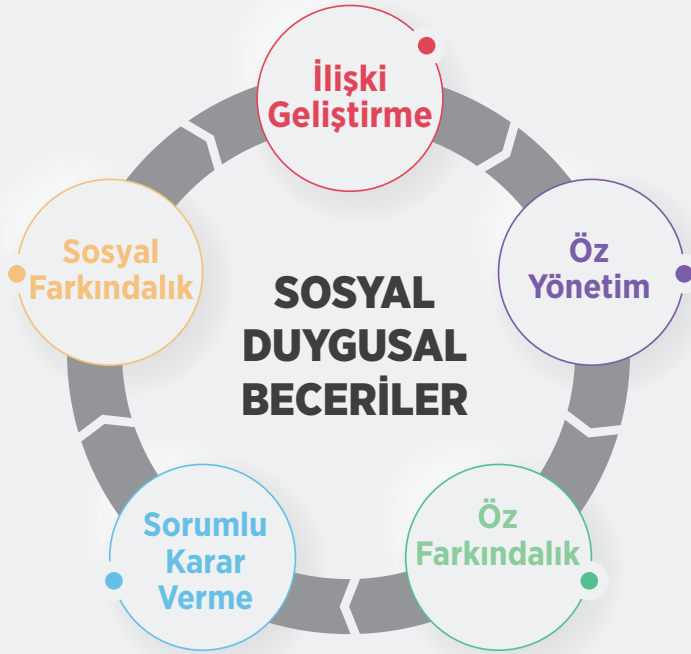 İlişki
Geliştirme
Sosyal
Farkındalık
Öz
Yönetim
SOSYAL
DUYGUSAL
BECERİLER
Sorumlu
Karar
Verme
Öz
Farkındalık